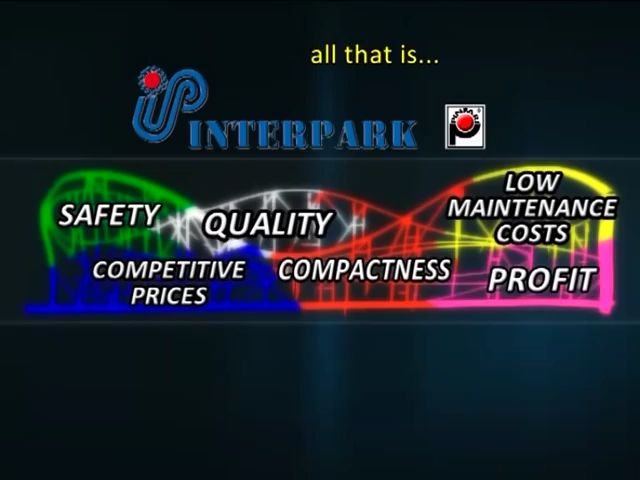 all that is...
INTERPARK
SAFETY
QUALITY
LOW
MAINTENANCE
COSTS
COMPETITIVE
PRICES
COMPACTNESS
PROFIT